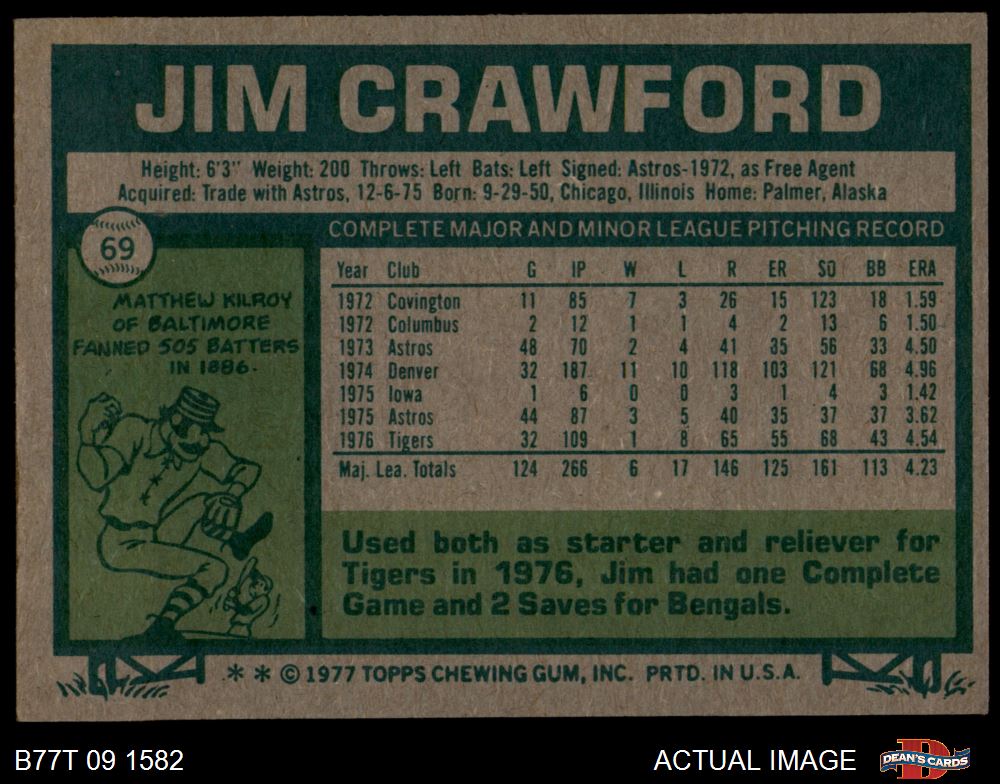 JIM CRAWFORD
Height: 6'3" Weight: 200 Throws: Left Bats: Left Signed: Astros-1972, as Free Agent
Acquired: Trade with Astros, 12-6-75 Born: 9-29-50, Chicago, Illinois Home: Palmer, Alaska
69
MATTHEW KILROY
OF BALTIMORE
FANNED 505 BATTERS
IN 1886.
COMPLETE MAJOR AND MINOR LEAGUE PITCHING RECORD
Year Club G IP W L R ER SO BB ERA
1972 Covington 11 85 7 3 26 15 123 18 1.59
1972 Columbus 2 12 1 1 4 2 13 6 1.50
1973 Astros 48 70 2 4 41 35 56 33 4.50
1974 Denver 32 187 11 10 118 103 121 68 4.96
1975 Iowa 1 6 0 0 3 1 4 3 1.42
1975 Astros 44 87 3 5 40 35 37 37 3.62
1976 Tigers 32 109 1 8 65 55 68 43 4.54
Maj. Lea. Totals 124 266 6 17 146 125 161 113 4.23
Used both as starter and reliever for
Tigers in 1976, Jim had one Complete
Game and 2 Saves for Bengals.
* * © 1977 TOPPS CHEWING GUM, INC. PRTD. IN U.S.A.
B77T 09 1582
ACTUAL IMAGE
D
DEAN'S CARDS